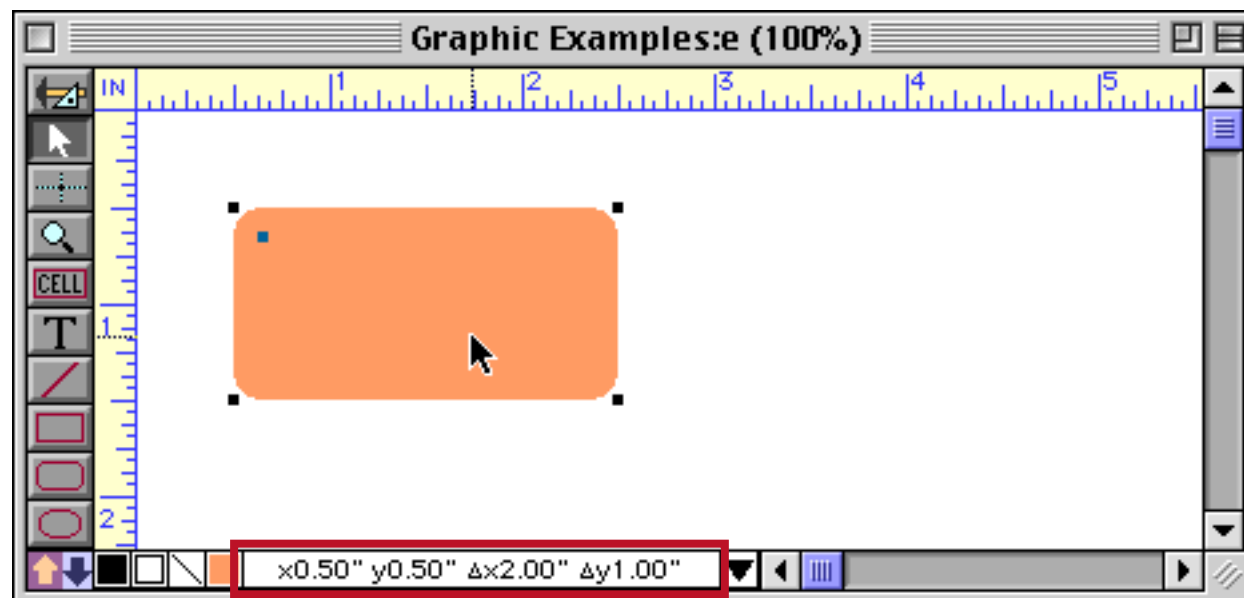 Graphic Examples:e (100%)
IN 1 2 3 4 5
CELL
T
1
2
x0.50" y0.50" Δx2.00" Δy1.00"